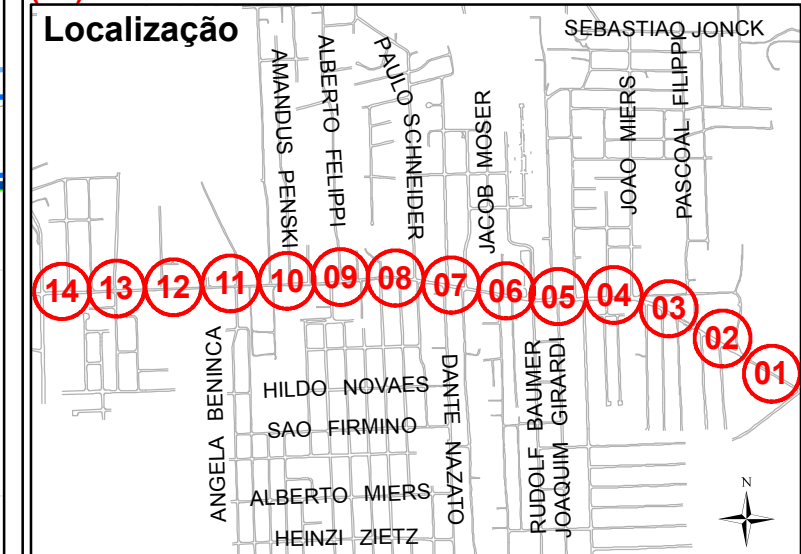 Localização
SEBASTIAO JONCK
AMANDUS PENSKI
ALBERTO FELIPPI
PAULO SCHNEIDER
JACOB MOSER
JOAO MIERS
PASCOAL FILIPPI
14
13
12
11
10
09
08
07
06
05
04
03
02
01
ANGELA BENINCA
HILDO NOVAES
SAO FIRMINO
ALBERTO MIERS
HEINZI ZIETZ
DANTE NAZATO
RUDOLF BAUMER
JOAQUIM GIRARDI
N